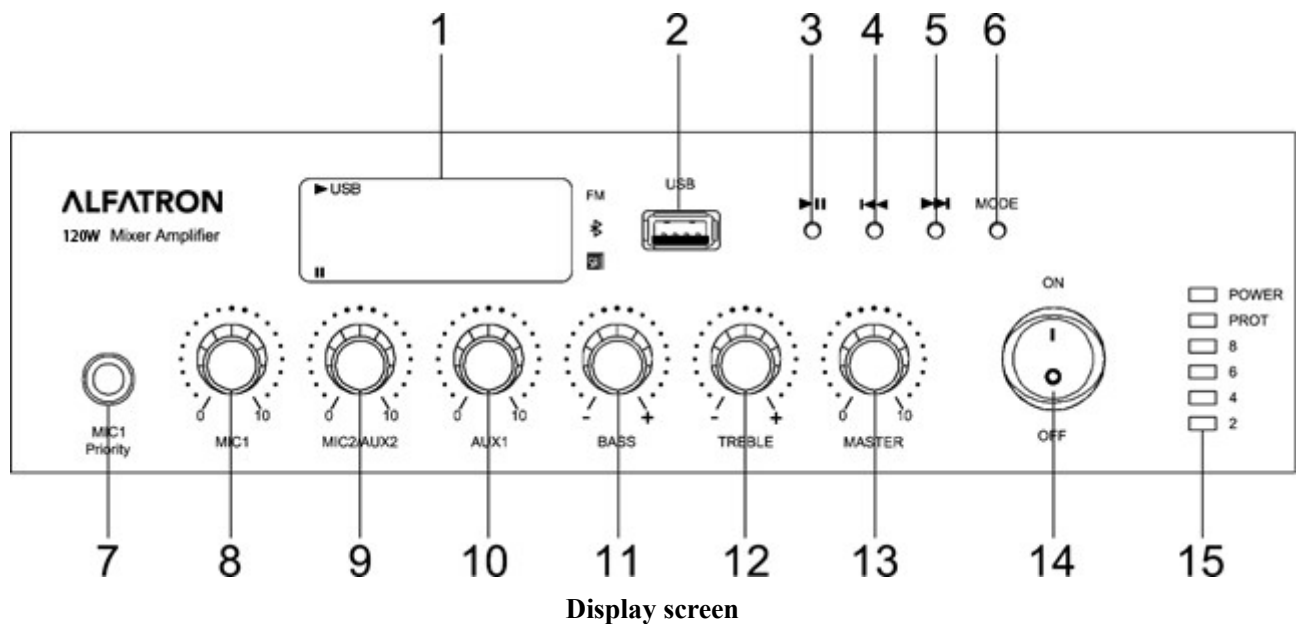 1 2 3 4 5 6
ALFATRON
120W Mixer Amplifier
USB
FM
USB
MODE
ON
OFF
POWER
PROT
8
6
4
2
MIC1
Priority
0 10
MIC1
0 10
MIC2/AUX2
0 10
AUX1
- +
BASS
- +
TREBLE
0 10
MASTER
7 8 9 10 11 12 13 14 15
Display screen